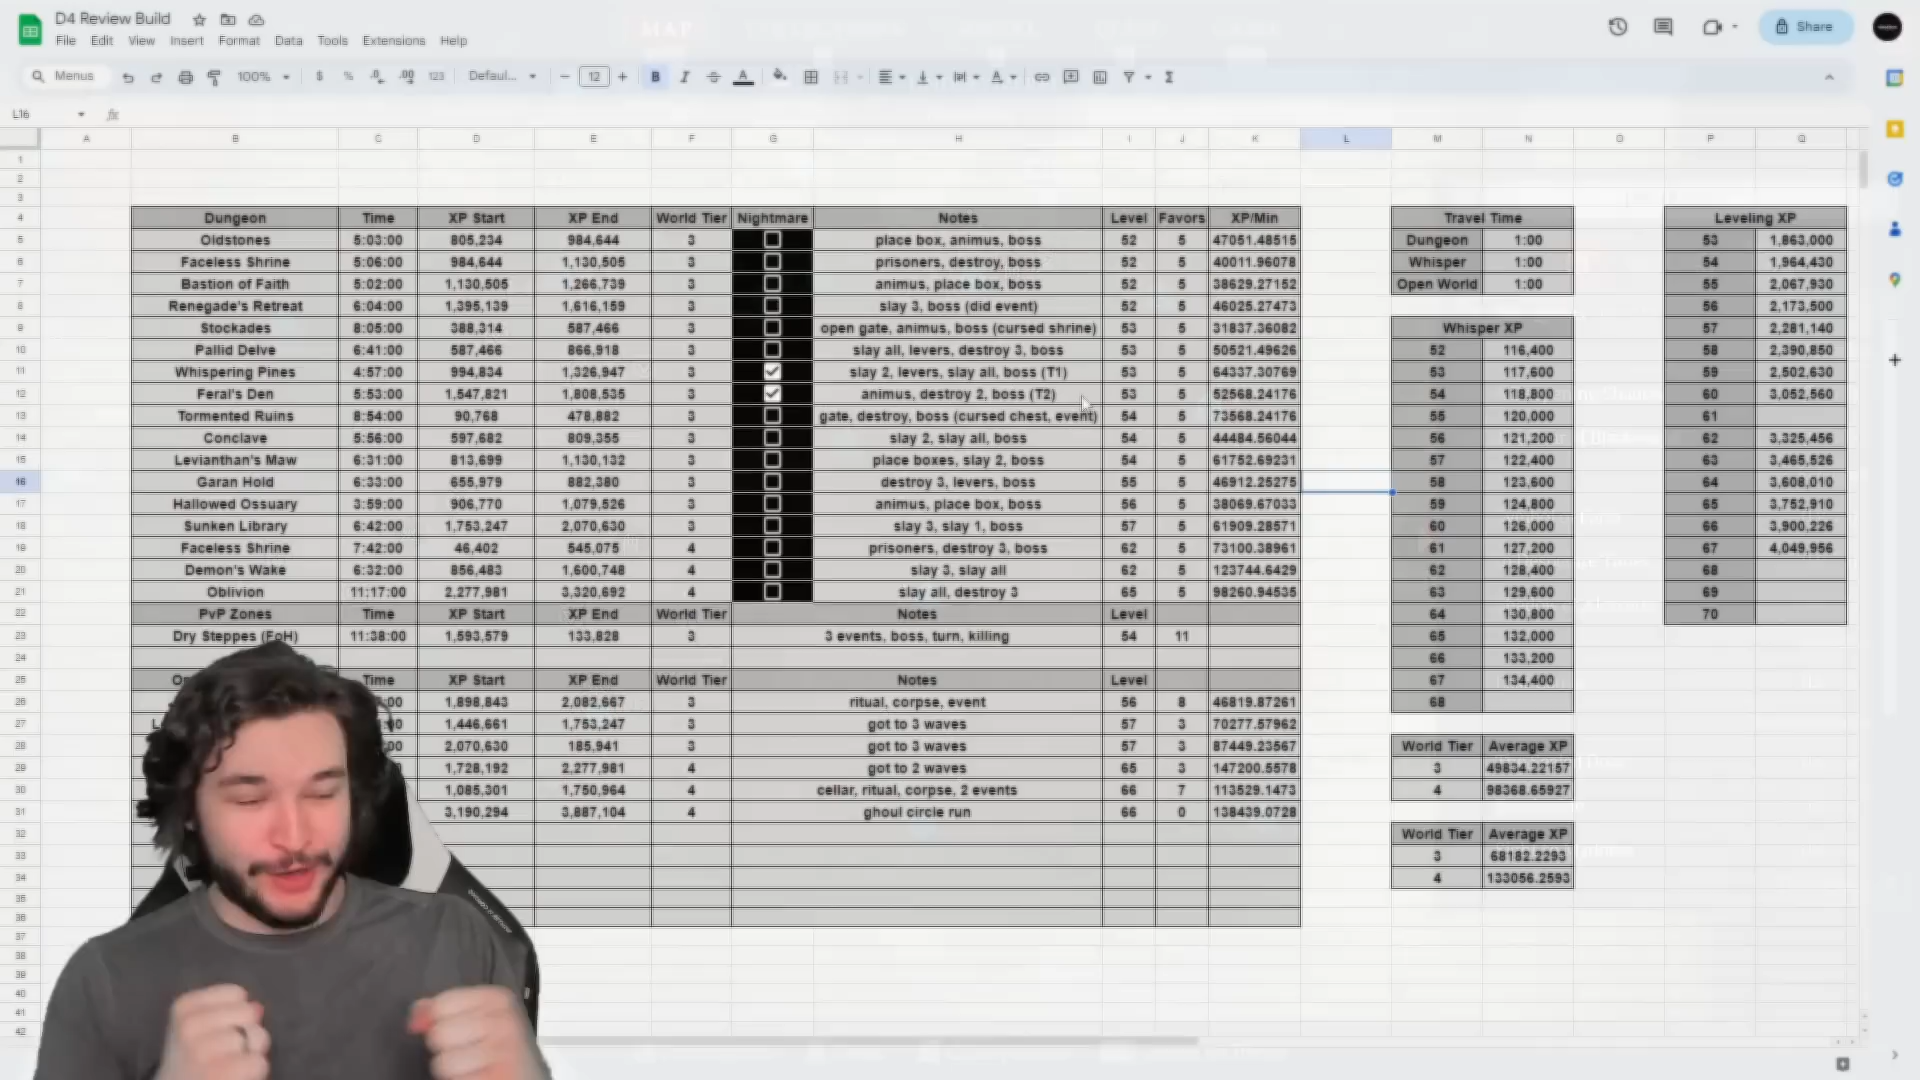 D4 Review Build
File Edit View Insert Format Data Tools Extensions Help
Share
Menus 100% $ % .0 .00 123 Defaul... 12 B I A
L16 fx
A B C D E F G H I J K L M N O P Q
Dungeon Time XP Start XP End World Tier Nightmare Notes Level Favors XP/Min Travel Time Leveling XP
Oldstones 5:03:00 805,234 984,644 3 place box, animus, boss 52 5 47051.48515 Dungeon 1:00 53 1,863,000
Faceless Shrine 5:06:00 984,644 1,130,505 3 prisoners, destroy, boss 52 5 40011.96078 Whisper 1:00 54 1,964,430
Bastion of Faith 5:02:00 1,130,505 1,266,739 3 animus, place box, boss 52 5 38629.27152 Open World 1:00 55 2,067,930
Renegade's Retreat 6:04:00 1,395,139 1,616,159 3 slay 3, boss (did event) 52 5 46025.27473 56 2,173,500
Stockades 8:05:00 388,314 587,466 3 open gate, animus, boss (cursed shrine) 53 5 31837.36082 Whisper XP 57 2,281,140
Pallid Delve 6:41:00 587,466 866,918 3 slay all, levers, destroy 3, boss 53 5 50521.49626 52 116,400 58 2,390,850
Whispering Pines 4:57:00 994,834 1,326,947 3 slay 2, levers, slay all, boss (T1) 53 5 64337.30769 53 117,600 59 2,502,630
Feral's Den 5:53:00 1,547,821 1,808,535 3 animus, destroy 2, boss (T2) 53 5 52568.24176 54 118,800 60 3,052,560
Tormented Ruins 8:54:00 90,768 478,882 3 gate, destroy, boss (cursed chest, event) 54 5 73568.24176 55 120,000 61
Conclave 5:56:00 597,682 809,355 3 slay 2, slay all, boss 54 5 44484.56044 56 121,200 62 3,325,456
Levianthan's Maw 6:31:00 813,699 1,130,132 3 place boxes, slay 2, boss 54 5 61752.69231 57 122,400 63 3,465,526
Garan Hold 6:33:00 655,979 882,380 3 destroy 3, levers, boss 55 5 46912.25275 58 123,600 64 3,608,010
Hallowed Ossuary 3:59:00 906,770 1,079,526 3 animus, place box, boss 56 5 38069.67033 59 124,800 65 3,752,910
Sunken Library 6:42:00 1,753,247 2,070,630 3 slay 3, slay 1, boss 57 5 61909.28571 60 126,000 66 3,900,226
Faceless Shrine 7:42:00 46,402 545,075 4 prisoners, destroy 3, boss 62 5 73100.38961 61 127,200 67 4,049,956
Demon's Wake 6:32:00 856,483 1,600,748 4 slay 3, slay all 62 5 123744.6429 62 128,400 68
Oblivion 11:17:00 2,277,981 3,320,692 4 slay all, destroy 3 65 5 98260.94535 63 129,600 69
PvP Zones Time XP Start XP End World Tier Notes Level 64 130,800 70
Dry Steppes (FoH) 11:38:00 1,593,579 133,828 3 3 events, boss, turn, killing 54 11 65 132,000
66 133,200
Time XP Start XP End World Tier Notes Level 67 134,400
1,898,843 2,082,667 3 ritual, corpse, event 56 8 46819.87261 68
1,446,661 1,753,247 3 got to 3 waves 57 3 70277.57962
2,070,630 185,941 3 got to 3 waves 57 3 87449.23567 World Tier Average XP
1,728,192 2,277,981 4 got to 2 waves 65 3 147200.5578 3 49834.22157
1,085,301 1,750,964 4 cellar, ritual, corpse, 2 events 66 7 113529.1473 4 98368.65927
3,190,294 3,887,104 4 ghoul circle run 66 0 138439.0728
World Tier Average XP
3 68182.2293
4 133056.2593